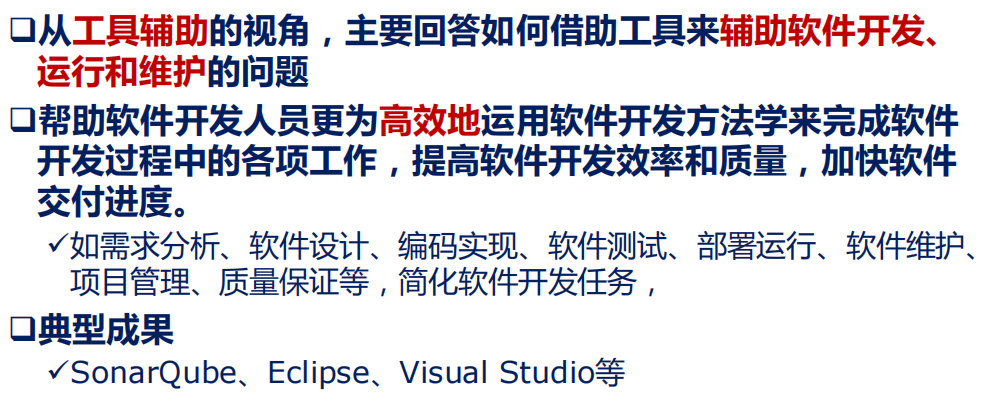 ❑从工具辅助的视角，主要回答如何借助工具来辅助软件开发、
运行和维护的问题
❑帮助软件开发人员更为高效地运用软件开发方法学来完成软件
开发过程中的各项工作，提高软件开发效率和质量，加快软件
交付进度。
✓如需求分析、软件设计、编码实现、软件测试、部署运行、软件维护、
项目管理、质量保证等，简化软件开发任务，
❑典型成果
✓SonarQube、Eclipse、Visual Studio等